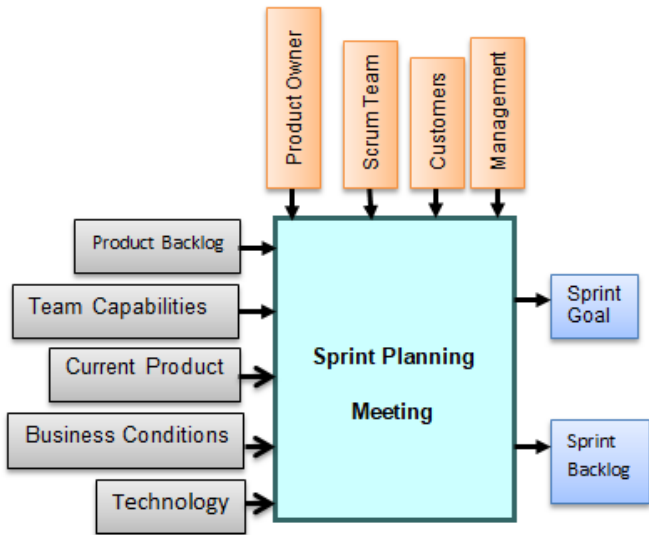 Product Owner
Scrum Team
Customers
Management
Product Backlog
Team Capabilities
Current Product
Business Conditions
Technology
Sprint Planning
Meeting
Sprint
Goal
Sprint
Backlog